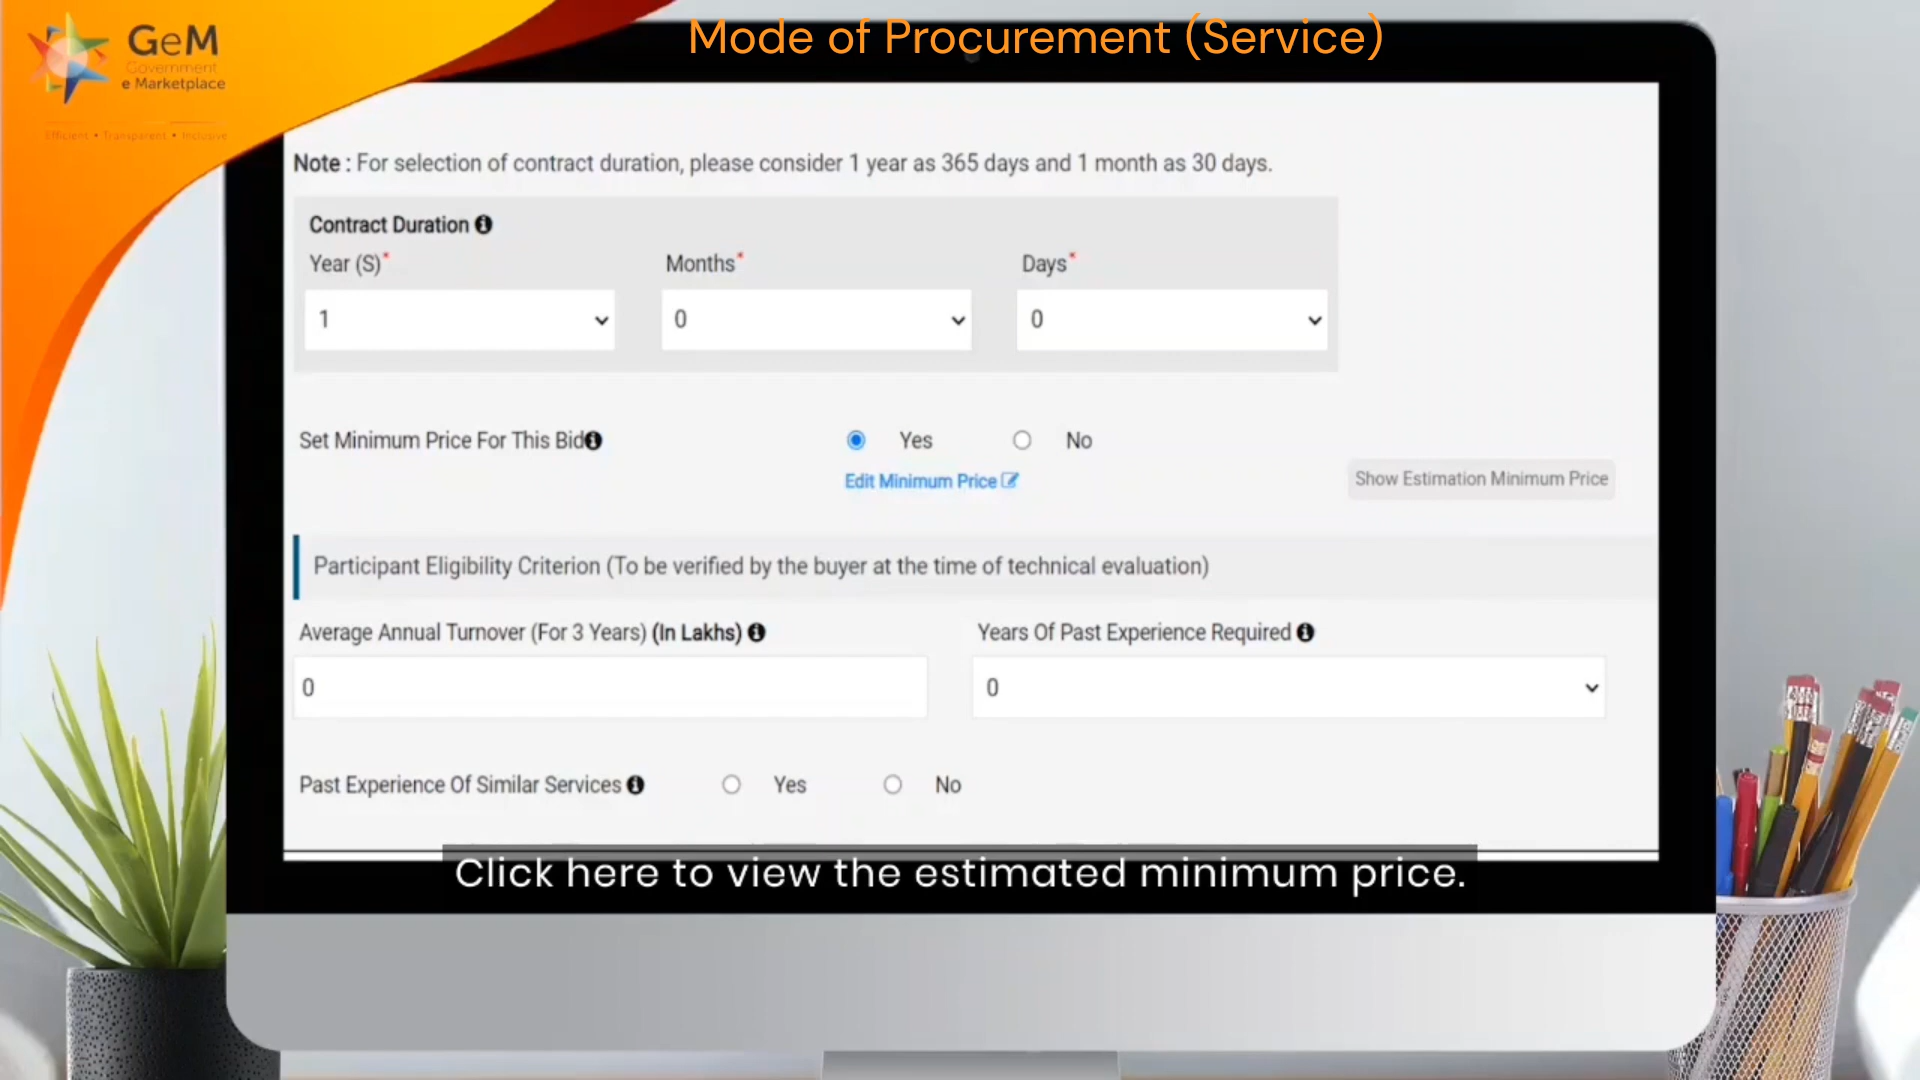 Mode of Procurement (Service)
GeM
Government
e Marketplace
Efficient • Transparent • Inclusive
Note : For selection of contract duration, please consider 1 year as 365 days and 1 month as 30 days.
Contract Duration
Year (S)* Months* Days*
1 0 0
Set Minimum Price For This Bid Yes No
Edit Minimum Price Show Estimation Minimum Price
Participant Eligibility Criterion (To be verified by the buyer at the time of technical evaluation)
Average Annual Turnover (For 3 Years) (In Lakhs) Years Of Past Experience Required
0 0
Past Experience Of Similar Services Yes No
Click here to view the estimated minimum price.